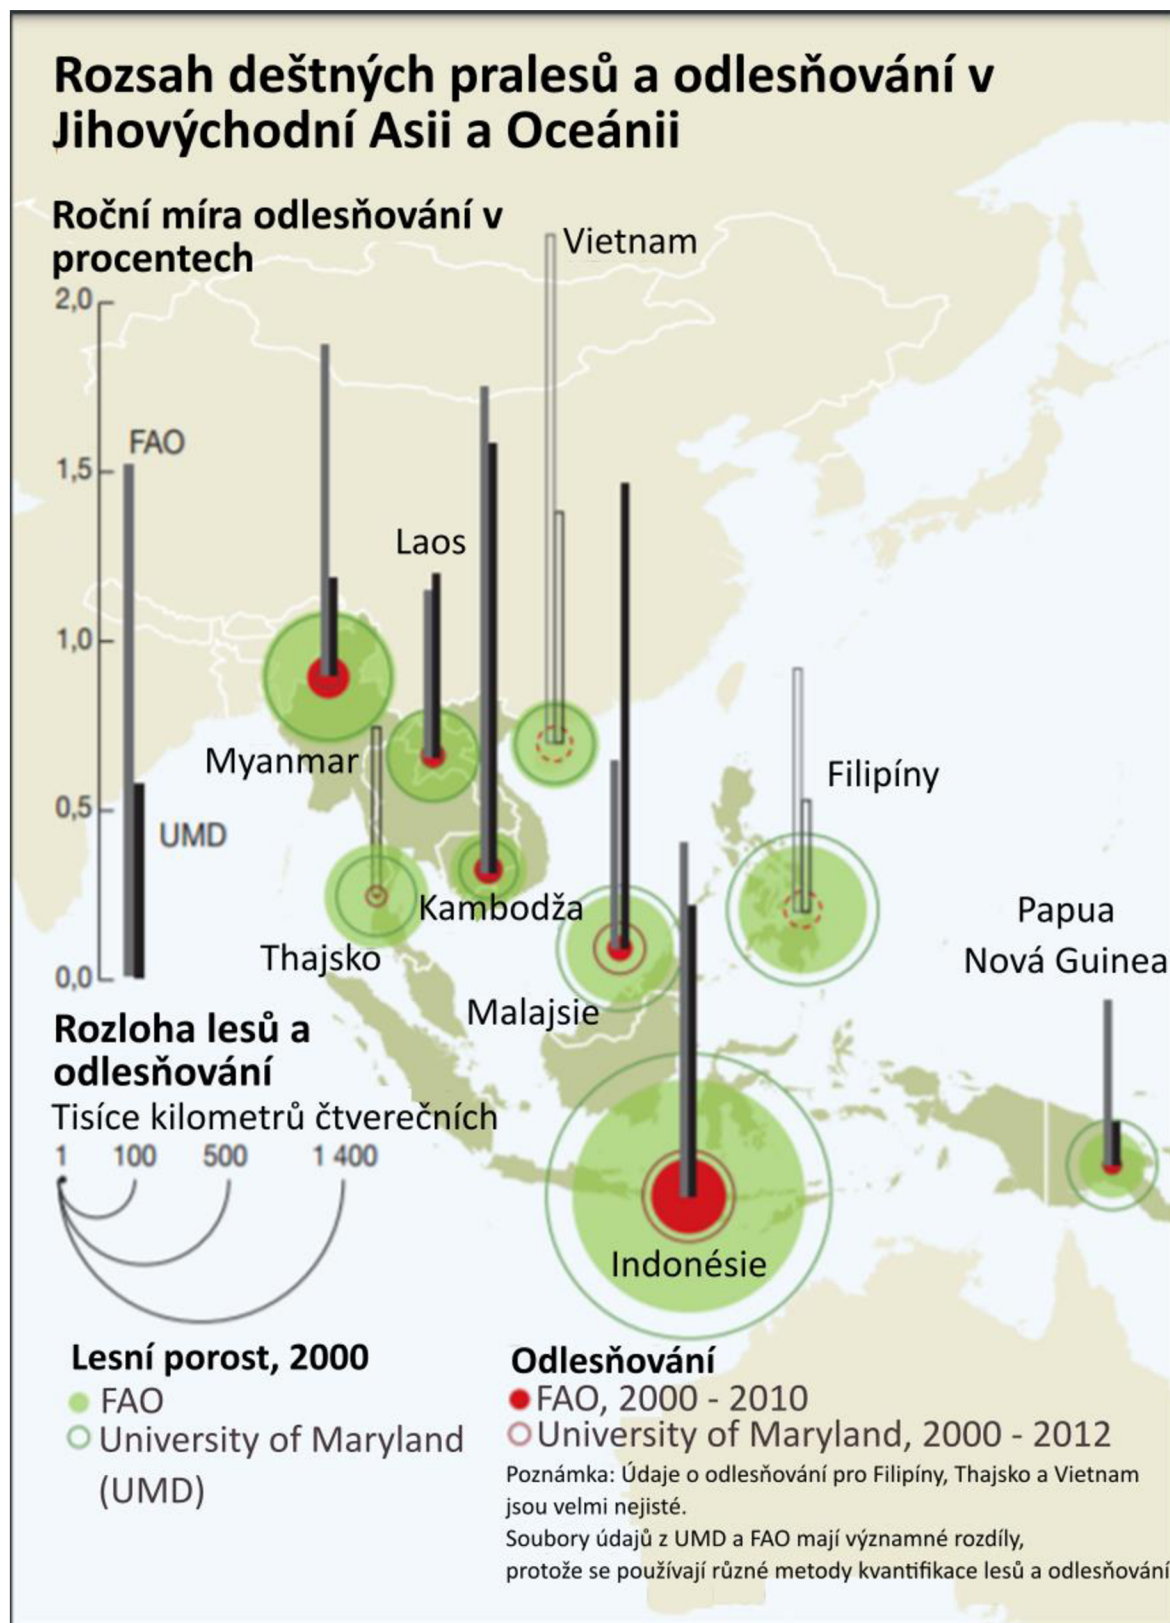 Rozsah deštných pralesů a odlesňování v
Jihovýchodní Asii a Oceánii
Roční míra odlesňování v
procentech
Vietnam
2,0
FAO
1,5
Laos
1,0
Myanmar
Filipíny
0,5
UMD
Kambodža
Papua
Nová Guinea
Thajsko
0,0
Malajsie
Rozloha lesů a
odlesňování
Tisíce kilometrů čtverečních
1 100 500 1 400
Indonésie
Lesní porost, 2000
FAO
University of Maryland
(UMD)
Odlesňování
FAO, 2000 - 2010
University of Maryland, 2000 - 2012
Poznámka: Údaje o odlesňování pro Filipíny, Thajsko a Vietnam
jsou velmi nejisté.
Soubory údajů z UMD a FAO mají významné rozdíly,
protože se používají různé metody kvantifikace lesů a odlesňování